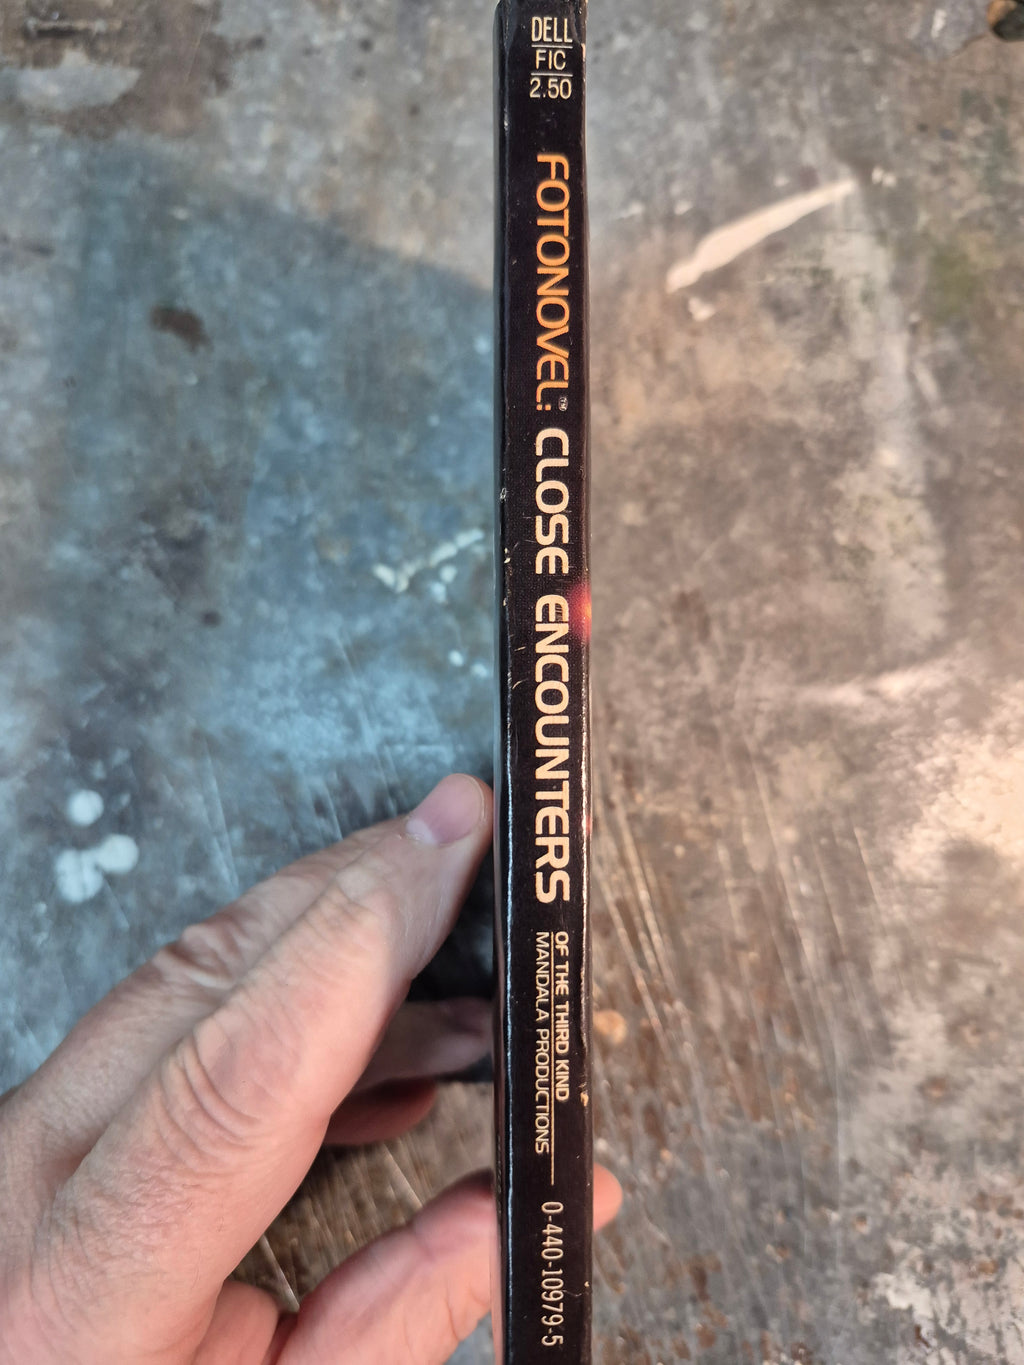 DELL
FIC
2.50
FOTONOVEL:™ CLOSE ENCOUNTERS
OF THE THIRD KIND
MANDALA PRODUCTIONS
0-440-10979-5